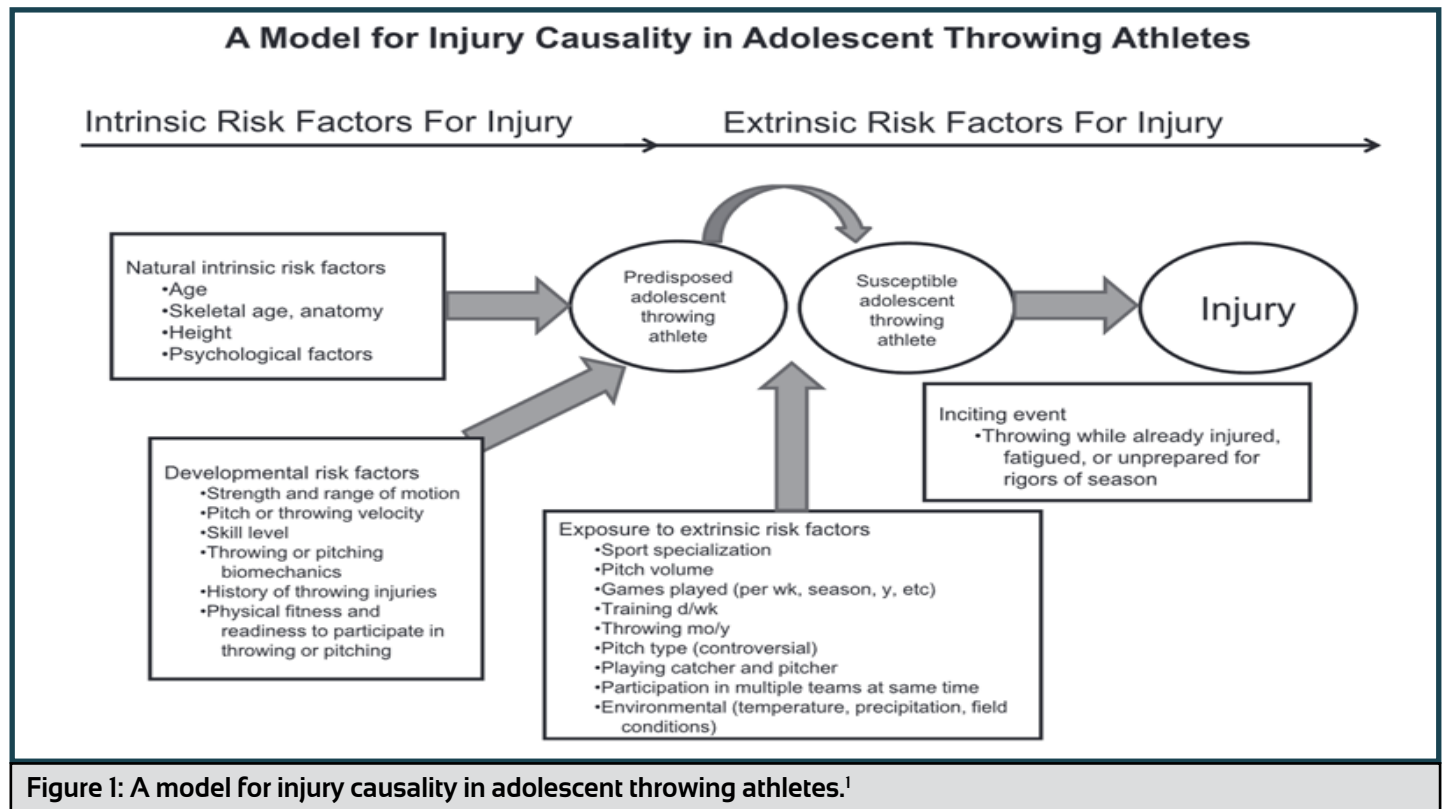 A Model for Injury Causality in Adolescent Throwing Athletes
Intrinsic Risk Factors For Injury
Extrinsic Risk Factors For Injury
Natural intrinsic risk factors
•Age
•Skeletal age, anatomy
•Height
•Psychological factors
Predisposed
adolescent
throwing
athlete
Susceptible
adolescent
throwing
athlete
Injury
Developmental risk factors
•Strength and range of motion
•Pitch or throwing velocity
•Skill level
•Throwing or pitching
biomechanics
•History of throwing injuries
•Physical fitness and
readiness to participate in
throwing or pitching
Exposure to extrinsic risk factors
•Sport specialization
•Pitch volume
•Games played (per wk, season, y, etc)
•Training d/wk
•Throwing mo/y
•Pitch type (controversial)
•Playing catcher and pitcher
•Participation in multiple teams at same time
•Environmental (temperature, precipitation, field
conditions)
Inciting event
•Throwing while already injured,
fatigued, or unprepared for
rigors of season
Figure 1: A model for injury causality in adolescent throwing athletes.¹